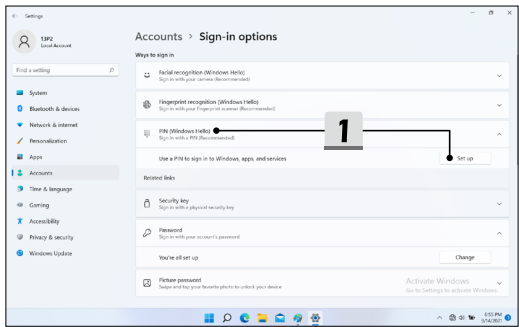 Settings
13P2
Local Account
Accounts > Sign-in options
Ways to sign in
Find a setting
System
Bluetooth & devices
Network & internet
Personalization
Apps
Accounts
Time & language
Gaming
Accessibility
Privacy & security
Windows Update
Facial recognition (Windows Hello)
Sign in with your camera (Recommended)
Fingerprint recognition (Windows Hello)
Sign in with your fingerprint scanner (Recommended)
PIN (Windows Hello)
Sign in with a PIN (Recommended)
1
Use a PIN to sign in to Windows, apps, and services
Set up
Related links
Security key
Sign in with a physical security key
Password
Sign in with your account's password
You're all set up
Change
Picture password
Swipe and tap your favorite photo to unlock your device
Activate Windows
Go to Settings to activate Windows.
6:55 PM
5/14/2021